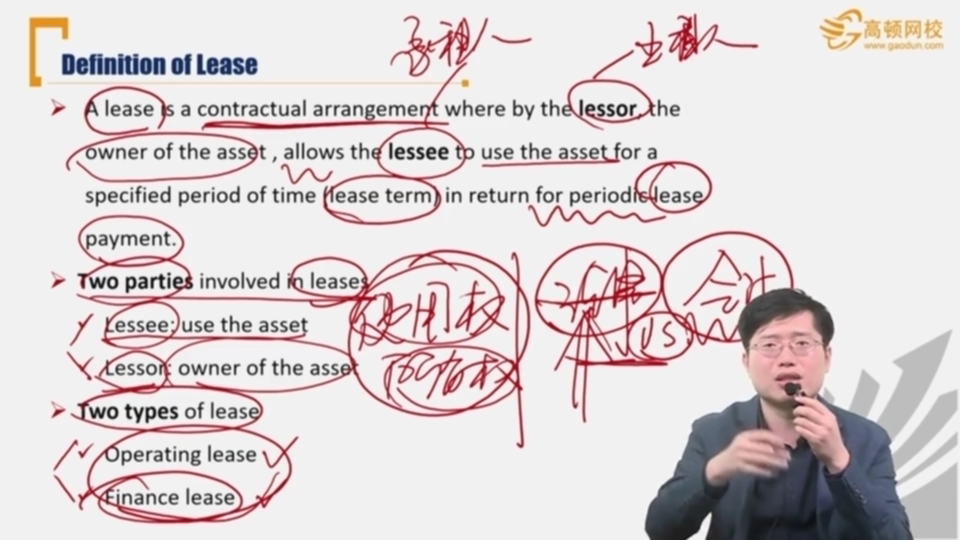 承租人
出租人
高顿网校
www.gaodun.com
Definition of Lease
A lease is a contractual arrangement where by the lessor, the
owner of the asset , allows the lessee to use the asset for a
specified period of time (lease term) in return for periodic lease
payment.
Two parties involved in leases
Lessee: use the asset
Lessor: owner of the asset
Two types of lease
Operating lease
Finance lease
使用权
所有权
法律
VS
会计